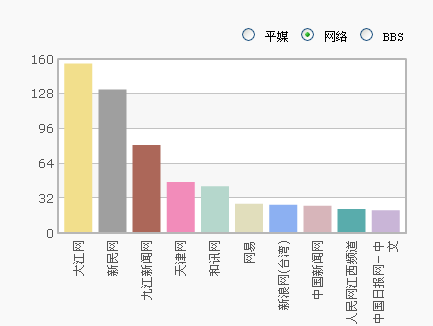 平媒 网络 BBS
160
128
96
64
32
0
大江网
新民网
九江新闻网
天津网
和讯网
网易
新浪网(台湾)
中国新闻网
人民网江西频道
中国日报网-中
文